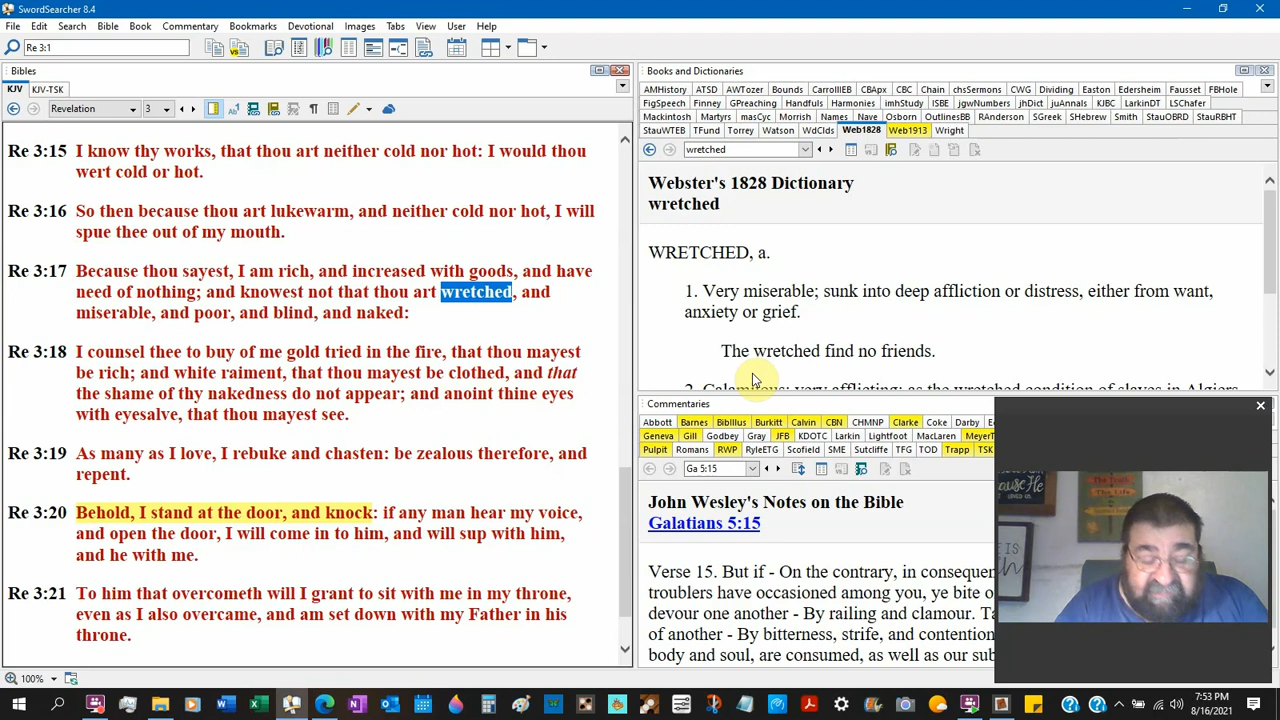 SwordSearcher 8.4
File Edit Search Bible Book Commentary Bookmarks Devotional Images Tabs View User Help
Re 3:1
Bibles
KJV KJV-TSK
Revelation 3
Re 3:15 I know thy works, that thou art neither cold nor hot: I would thou
wert cold or hot.
Re 3:16 So then because thou art lukewarm, and neither cold nor hot, I will
spue thee out of my mouth.
Re 3:17 Because thou sayest, I am rich, and increased with goods, and have
need of nothing; and knowest not that thou art wretched, and
miserable, and poor, and blind, and naked:
Re 3:18 I counsel thee to buy of me gold tried in the fire, that thou mayest
be rich; and white raiment, that thou mayest be clothed, and that
the shame of thy nakedness do not appear; and anoint thine eyes
with eyesalve, that thou mayest see.
Re 3:19 As many as I love, I rebuke and chasten: be zealous therefore, and
repent.
Re 3:20 Behold, I stand at the door, and knock: if any man hear my voice,
and open the door, I will come in to him, and will sup with him,
and he with me.
Re 3:21 To him that overcometh will I grant to sit with me in my throne,
even as I also overcame, and am set down with my Father in his
throne.
100%
Books and Dictionaries
AMHistory ATSD AWTozer Bounds CarrollIEB CBApx CBC Chain chsSermons CWG Dividing Easton Edersheim Fausset FBHole
FigSpeech Finney GPreaching Handfuls Harmonies imhStudy ISBE jgwNumbers jhDict juAnnals KJBC LarkinDT LSChafer
Mackintosh Martyrs masCyc Morrish Names Nave Osborn OutlinesBB RAnderson SGreek SHebrew Smith StauOBRD StauRBHT
StauWTEB TFund Torrey Watson WdClds Web1828 Web1913 Wright
wretched
Webster's 1828 Dictionary
wretched
WRETCHED, a.
1. Very miserable; sunk into deep affliction or distress, either from want,
anxiety or grief.
The wretched find no friends.
2. Calamitous; very afflicting; as the wretched condition of slaves in Algiers
Commentaries
Abbott Barnes BibIllus Burkitt Calvin CBN CHMNP Clarke Coke Darby
Geneva Gill Godbey Gray JFB KDOTC Larkin Lightfoot MacLaren
Pulpit Romans RWP RyleETG Scofield SME Sutcliffe TFG TOD Trapp TSK
Ga 5:15
John Wesley's Notes on the Bible
Galatians 5:15
Verse 15. But if - On the contrary, in consequen
troublers have occasioned among you, ye bite o
devour one another - By railing and clamour. Ta
of another - By bitterness, strife, and contention
body and soul, are consumed, as well as our sub
7:53 PM
8/16/2021